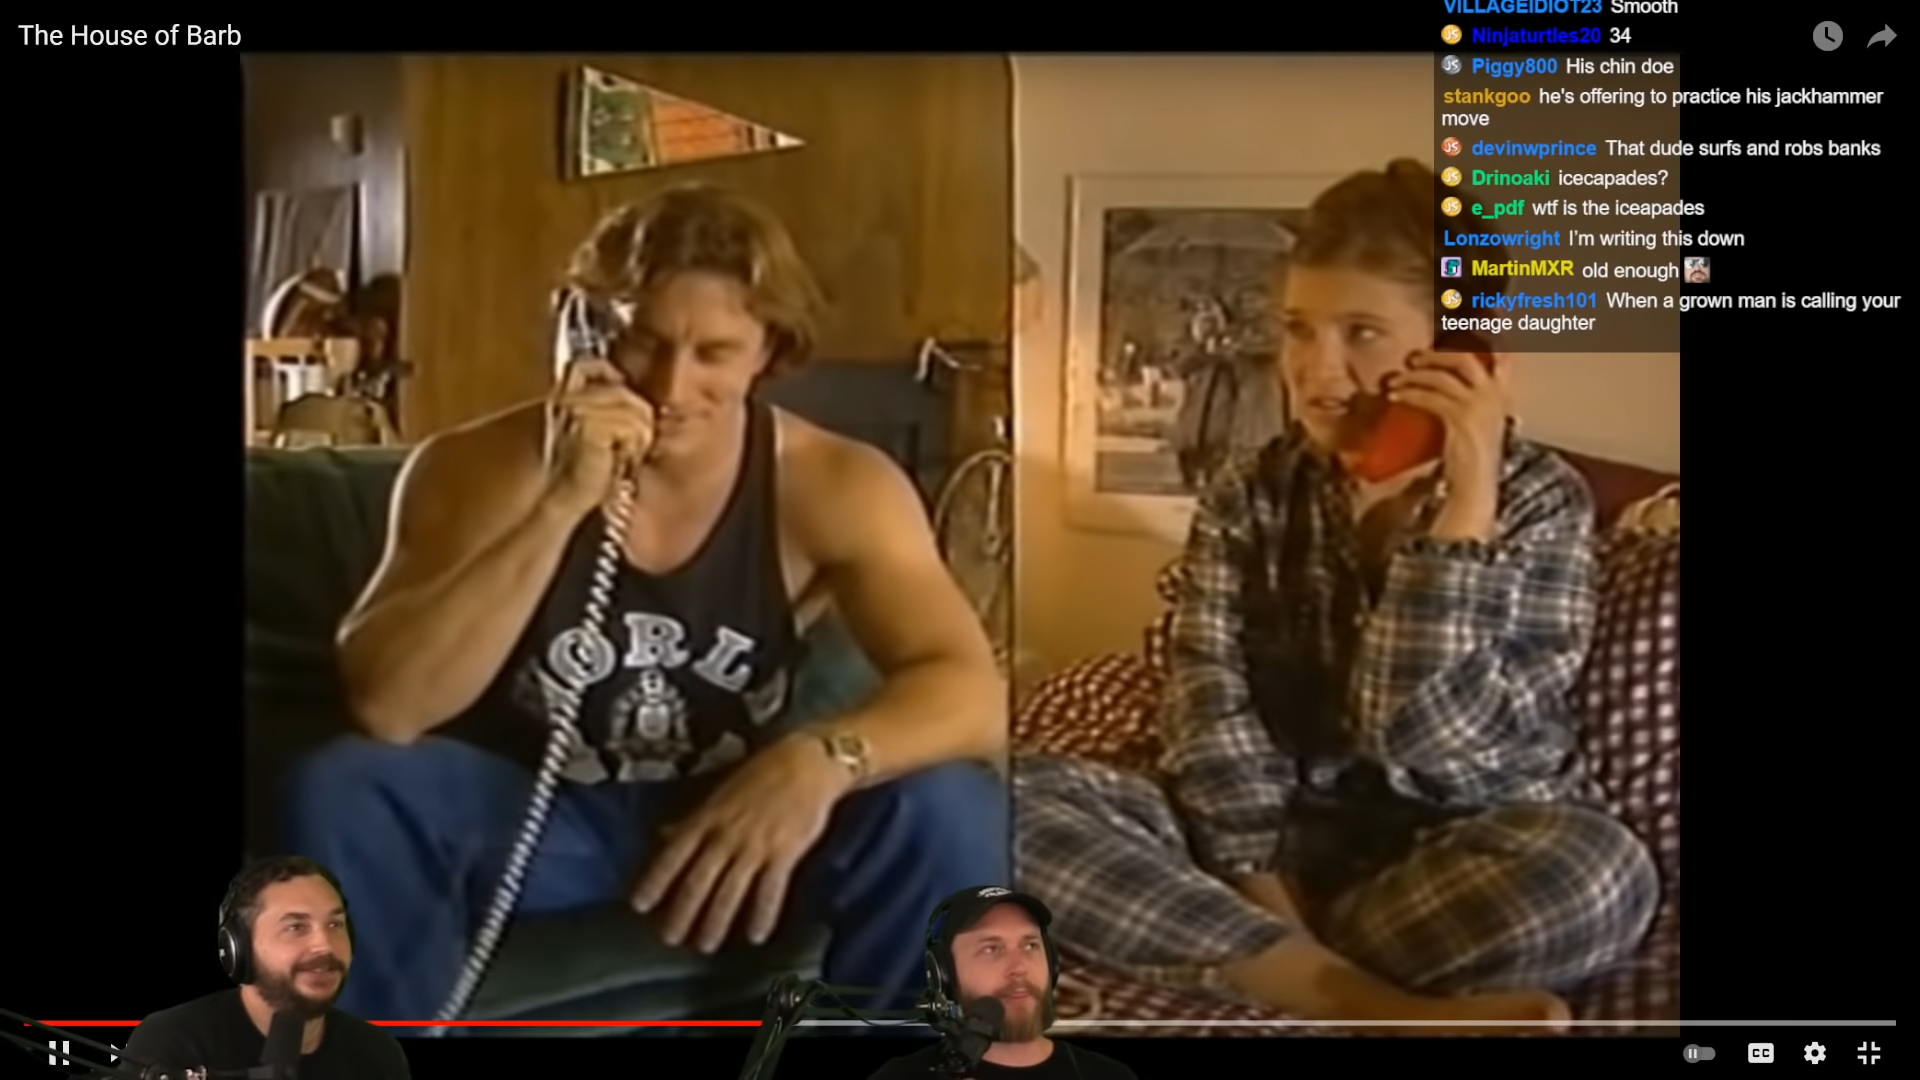 The House of Barb
VILLAGEIDIOT23 Smooth
Ninjaturtles20 34
Piggy800 His chin doe
stankgoo he's offering to practice his jackhammer
move
devinwprince That dude surfs and robs banks
Drinoaki icecapades?
e_pdf wtf is the iceapades
Lonzowright I'm writing this down
MartinMXR old enough
rickyfresh101 When a grown man is calling your
teenage daughter
ORL
CC